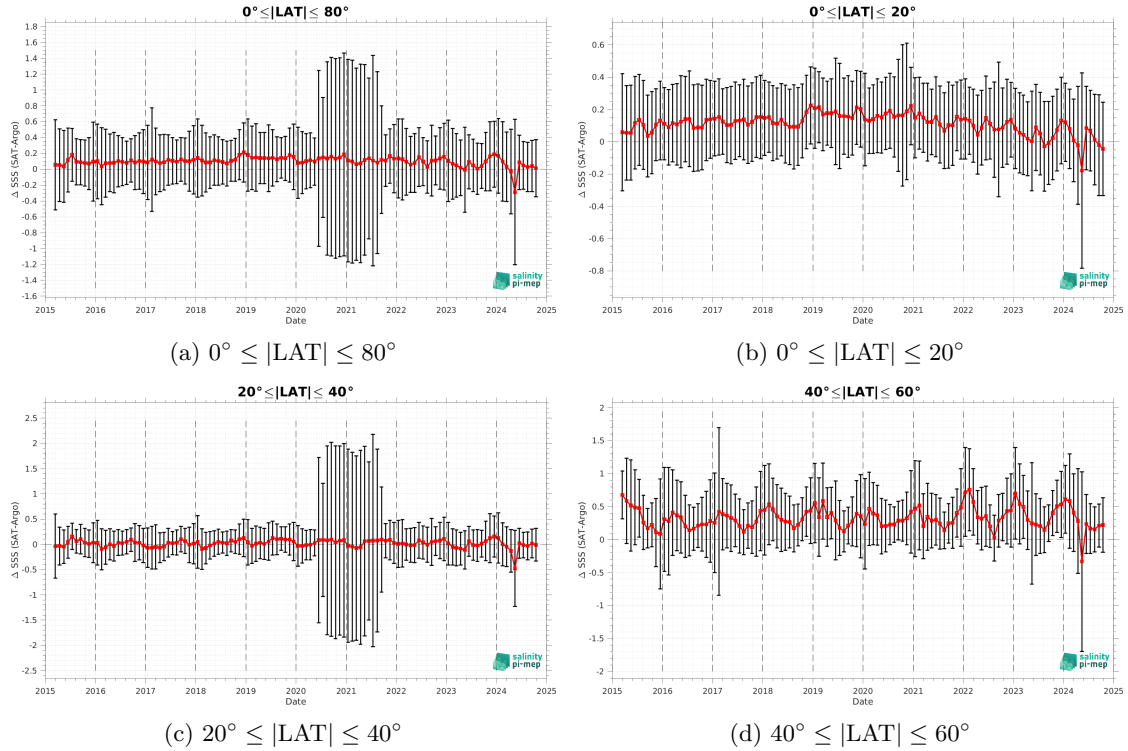 0°≤|LAT|≤ 80°
Δ SSS (SAT-Argo)
1.8
1.6
1.4
1.2
1
0.8
0.6
0.4
0.2
0
-0.2
-0.4
-0.6
-0.8
-1
-1.2
-1.4
-1.6
2015 2016 2017 2018 2019 2020 2021 2022 2023 2024 2025
Date
salinity
pi-mep
(a) 0° ≤ |LAT| ≤ 80°
0°≤|LAT|≤ 20°
Δ SSS (SAT-Argo)
0.6
0.4
0.2
0
-0.2
-0.4
-0.6
-0.8
2015 2016 2017 2018 2019 2020 2021 2022 2023 2024 2025
Date
salinity
pi-mep
(b) 0° ≤ |LAT| ≤ 20°
20°≤|LAT|≤ 40°
Δ SSS (SAT-Argo)
2.5
2
1.5
1
0.5
0
-0.5
-1
-1.5
-2
-2.5
2015 2016 2017 2018 2019 2020 2021 2022 2023 2024 2025
Date
salinity
pi-mep
(c) 20° ≤ |LAT| ≤ 40°
40°≤|LAT|≤ 60°
Δ SSS (SAT-Argo)
2
1.5
1
0.5
0
-0.5
-1
-1.5
-2
2015 2016 2017 2018 2019 2020 2021 2022 2023 2024 2025
Date
salinity
pi-mep
(d) 40° ≤ |LAT| ≤ 60°